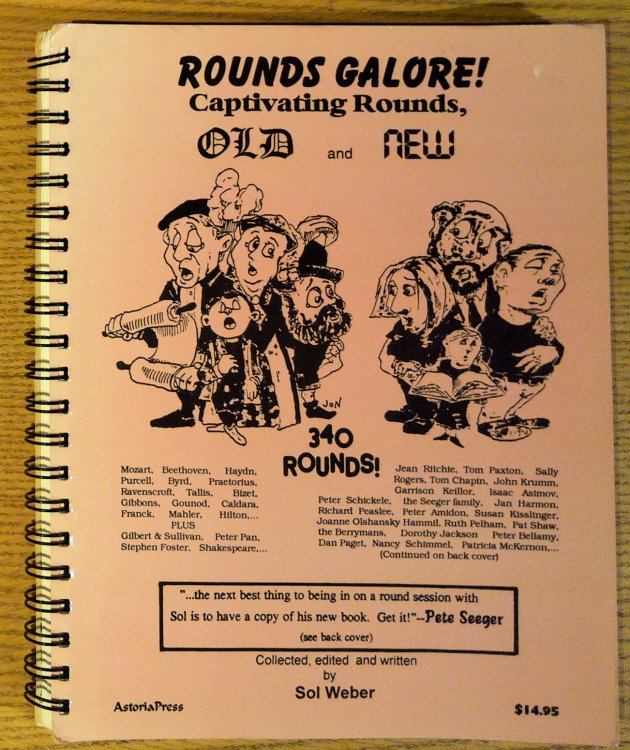 ROUNDS GALORE!
Captivating Rounds,
OLD and NEW
JON
340
ROUNDS!
Mozart, Beethoven, Haydn,
Purcell, Byrd, Praetorius,
Ravenscroft, Tallis, Bizet,
Gibbons, Gounod, Caldara,
Franck, Mahler, Hilton,...
PLUS
Gilbert & Sullivan, Peter Pan,
Stephen Foster, Shakespeare,...
Jean Ritchie, Tom Paxton, Sally
Rogers, Tom Chapin, John Krumm,
Garrison Keillor, Isaac Asimov,
Peter Schickele, the Seeger family, Jan Harmon,
Richard Peaslee, Peter Amidon, Susan Kisslinger,
Joanne Olshansky Hammil, Ruth Pelham, Pat Shaw,
the Berrymans, Dorothy Jackson Peter Bellamy,
Dan Paget, Nancy Schimmel, Patricia McKernon,...
(Continued on back cover)
"...the next best thing to being in on a round session with
Sol is to have a copy of his new book. Get it!"--Pete Seeger
(see back cover)
Collected, edited and written
by
Sol Weber
AstoriaPress
$14.95